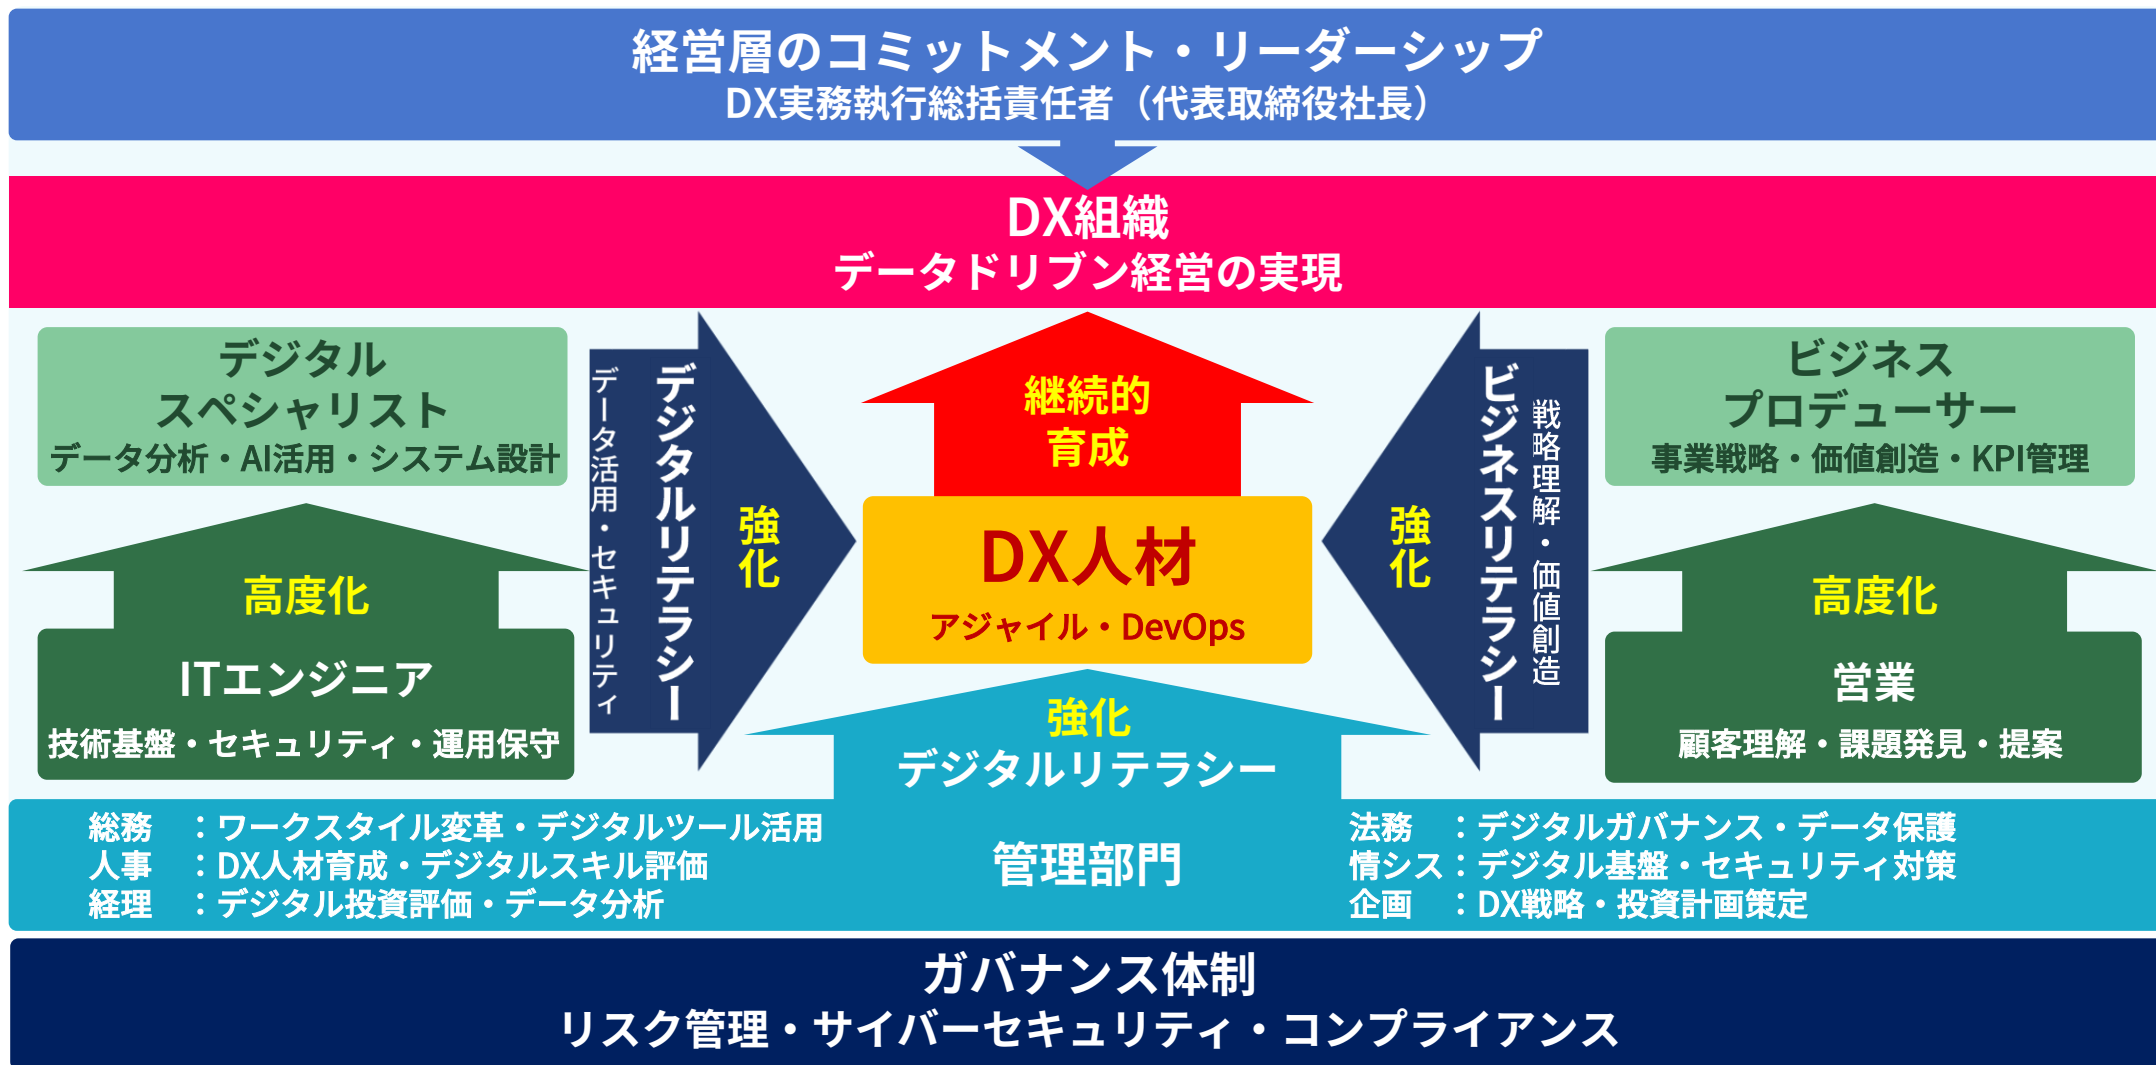 経営層のコミットメント・リーダーシップ
DX実務執行総括責任者（代表取締役社長）
DX組織
データドリブン経営の実現
デジタル
スペシャリスト
データ分析・AI活用・システム設計
高度化
ITエンジニア
技術基盤・セキュリティ・運用保守
データ活用・セキュリティ
デジタルリテラシー
強化
継続的
育成
DX人材
アジャイル・DevOps
強化
デジタルリテラシー
強化
ビジネスリテラシー
戦略理解・価値創造
ビジネス
プロデューサー
事業戦略・価値創造・KPI管理
高度化
営業
顧客理解・課題発見・提案
総務　：ワークスタイル変革・デジタルツール活用
人事　：DX人材育成・デジタルスキル評価
経理　：デジタル投資評価・データ分析
管理部門
法務　：デジタルガバナンス・データ保護
情シス：デジタル基盤・セキュリティ対策
企画　：DX戦略・投資計画策定
ガバナンス体制
リスク管理・サイバーセキュリティ・コンプライアンス